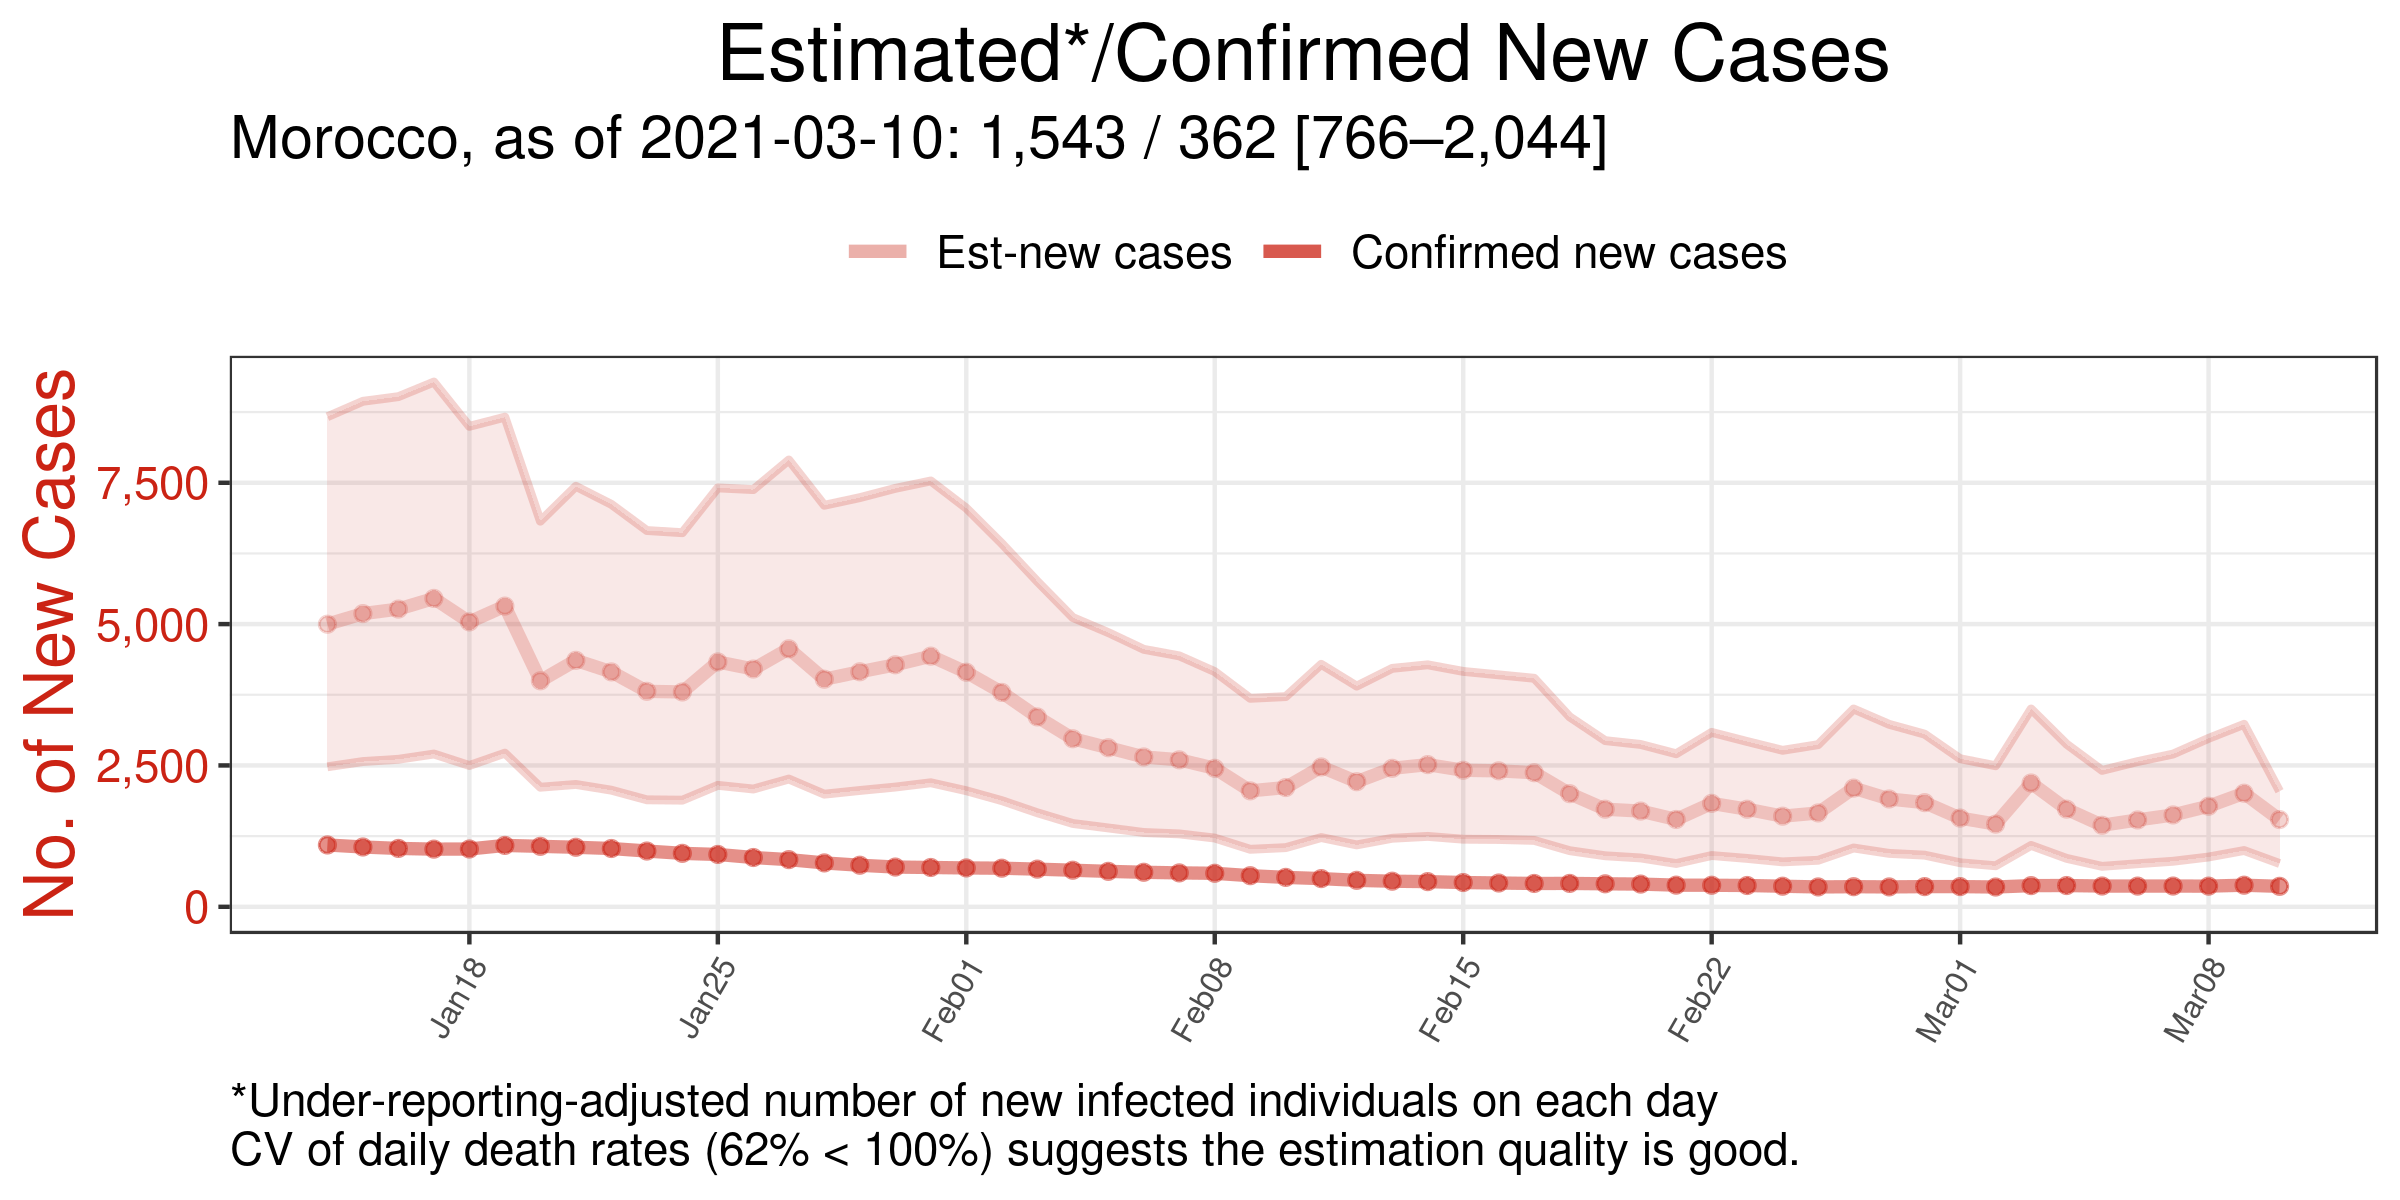 Estimated*/Confirmed New Cases
Morocco, as of 2021-03-10: 1,543 / 362 [766–2,044]
Est-new cases Confirmed new cases
No. of New Cases
7,500
5,000
2,500
0
Jan18 Jan25 Feb01 Feb08 Feb15 Feb22 Mar01 Mar08
*Under-reporting-adjusted number of new infected individuals on each day
CV of daily death rates (62% < 100%) suggests the estimation quality is good.